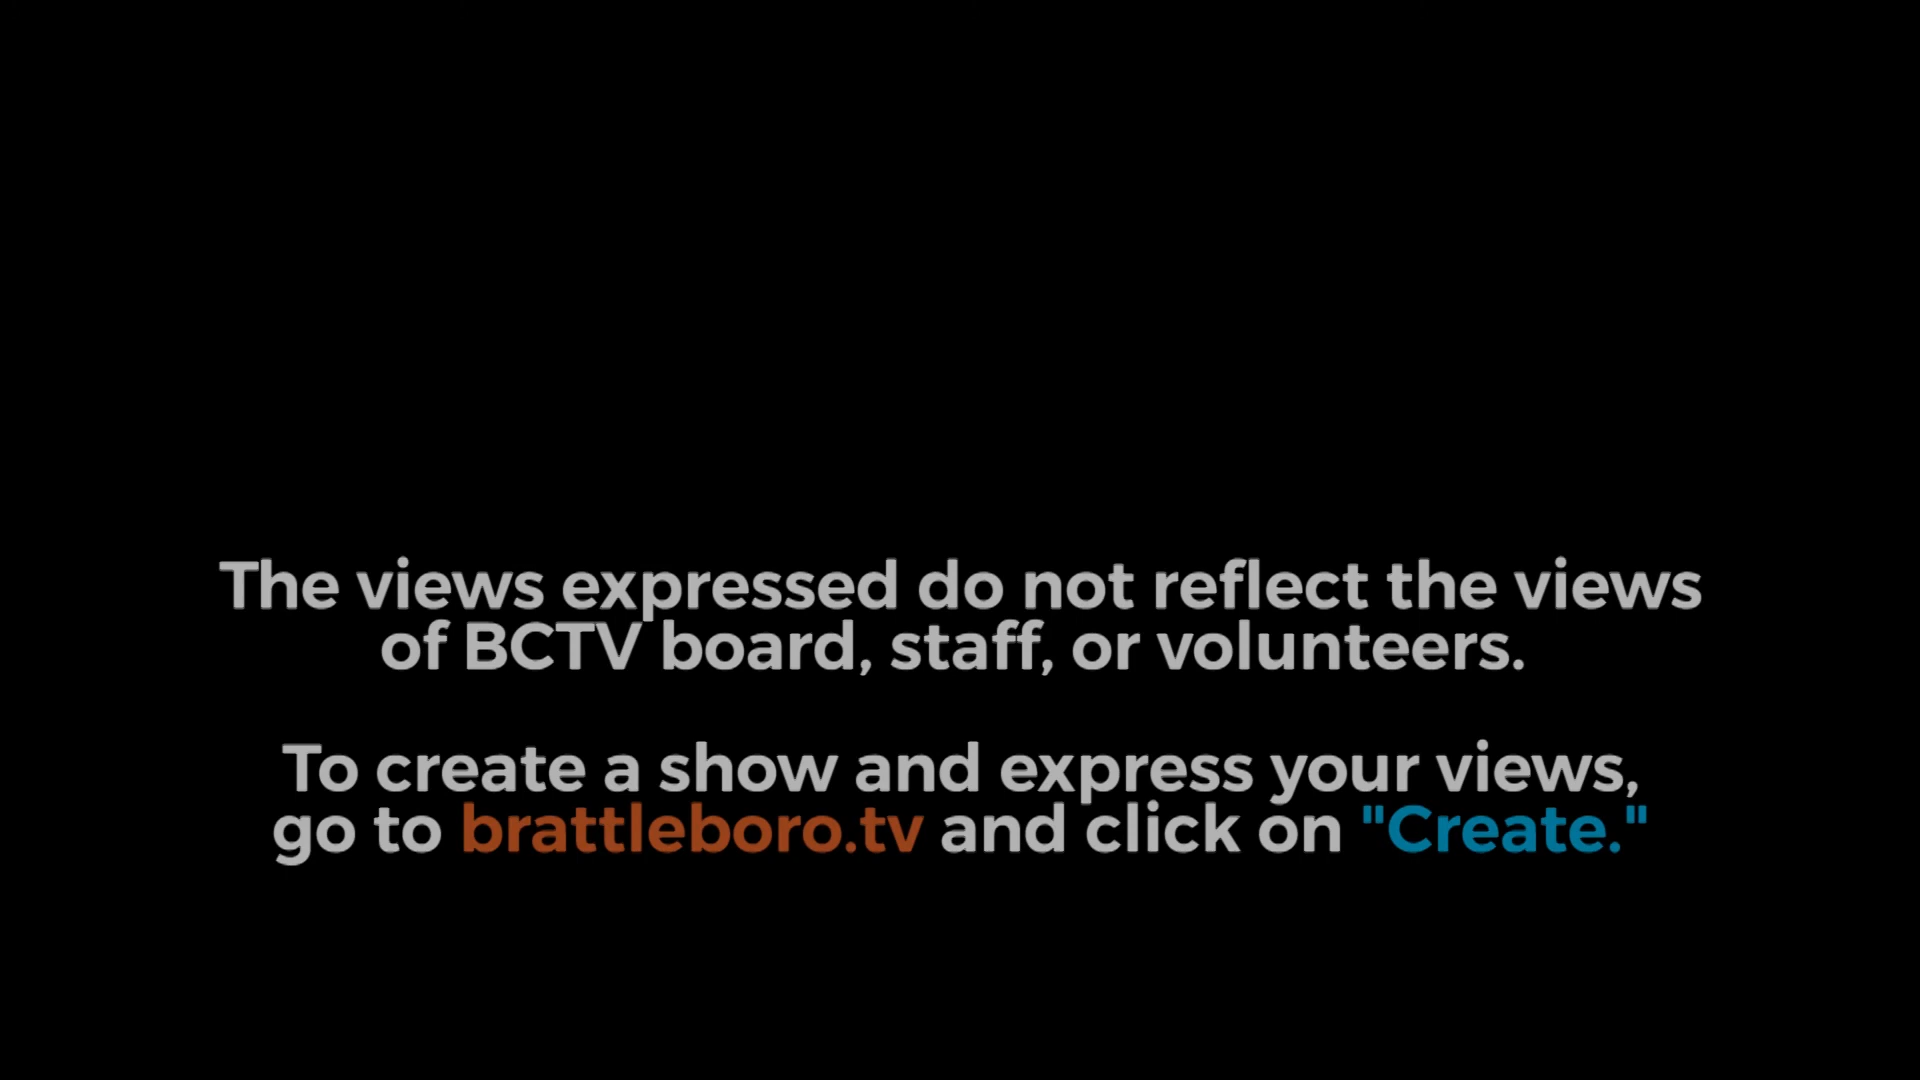 The views expressed do not reflect the views
of BCTV board, staff, or volunteers.
To create a show and express your views,
go to brattleboro.tv and click on "Create."